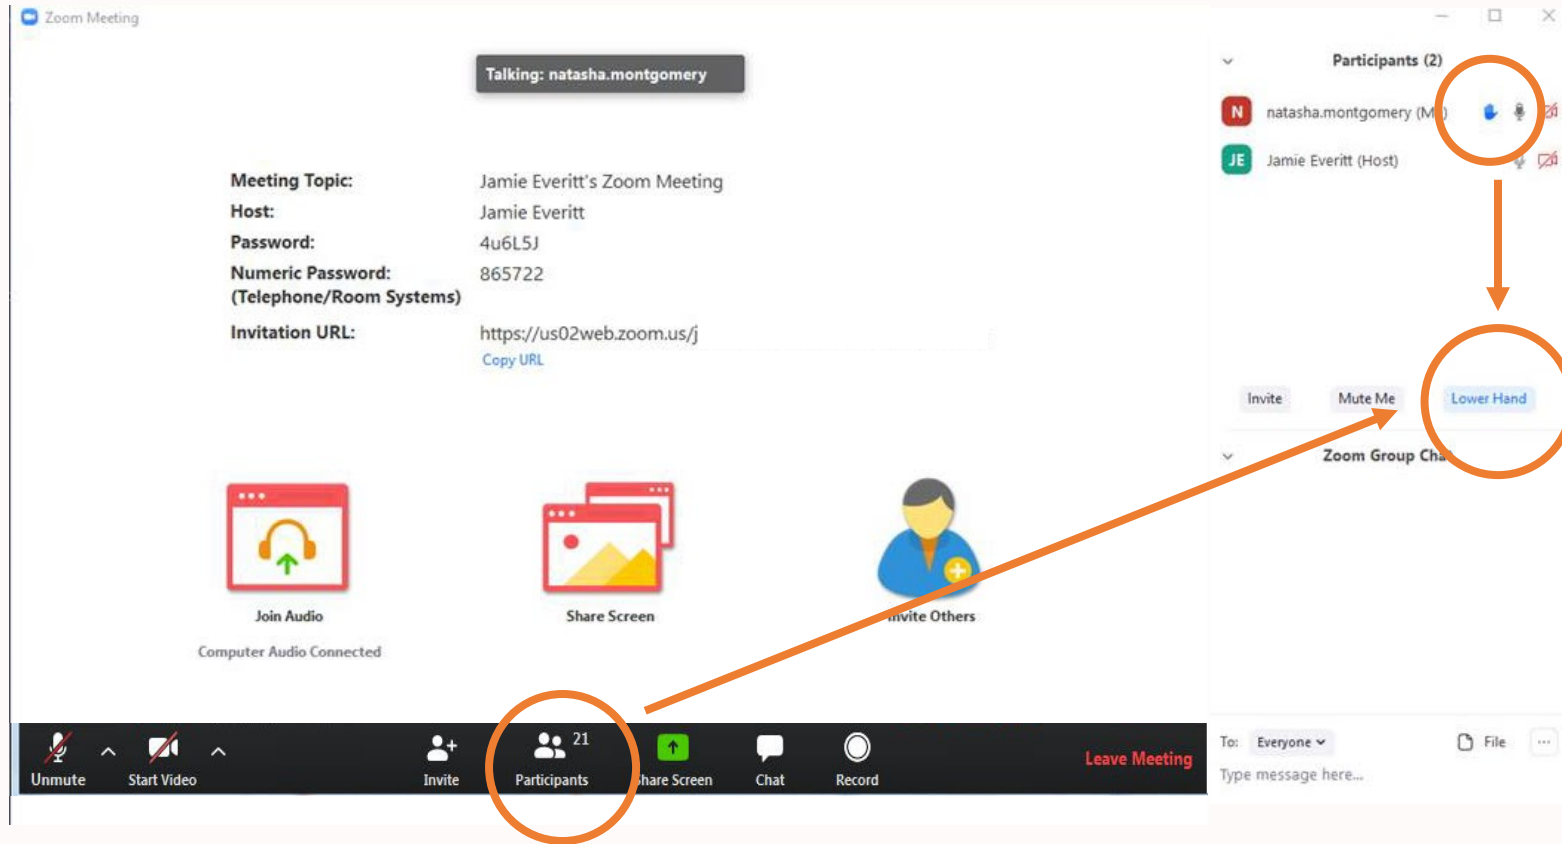 Zoom Meeting
Talking: natasha.montgomery
Meeting Topic: Jamie Everitt's Zoom Meeting
Host: Jamie Everitt
Password: 4u6L5J
Numeric Password: 865722
(Telephone/Room Systems)
Invitation URL: https://us02web.zoom.us/j
Copy URL
Join Audio
Computer Audio Connected
Share Screen
Invite Others
Unmute
Start Video
Invite
21
Participants
Share Screen
Chat
Record
Leave Meeting
Participants (2)
N natasha.montgomery
JE Jamie Everitt (Host)
Invite Mute Me Lower Hand
Zoom Group
To: Everyone File ...
Type message here...